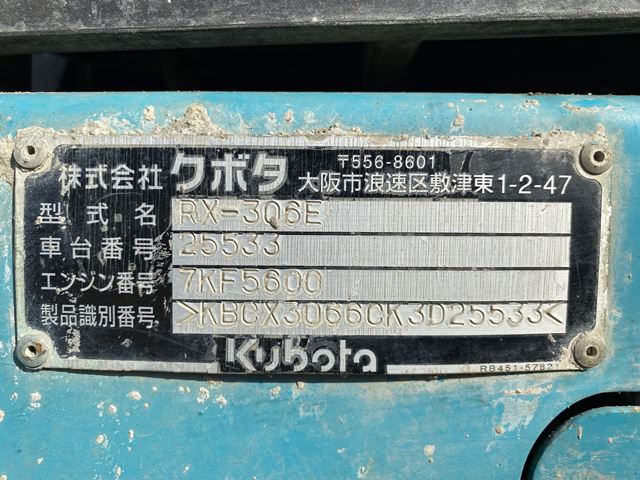 株式会社 クボタ 〒556-8601
大阪市浪速区敷津東1-2-47
型式名 RX-306E
車台番号 25533
エンジン番号 7KF5600
製品識別番号 >KBCX3066CK3D25533<
Kubota
RB451-5782